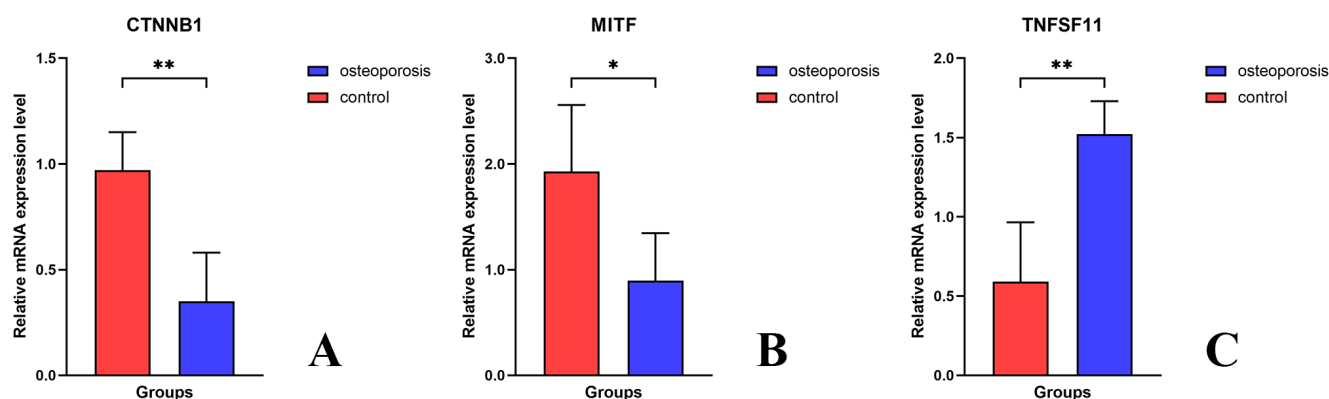 CTNNB1
Relative mRNA expression level
1.5
1.0
0.5
0.0
**
Groups
osteoporosis
control
A
MITF
Relative mRNA expression level
3.0
2.0
1.0
0.0
*
Groups
osteoporosis
control
B
TNFSF11
Relative mRNA expression level
2.0
1.5
1.0
0.5
0.0
**
Groups
osteoporosis
control
C